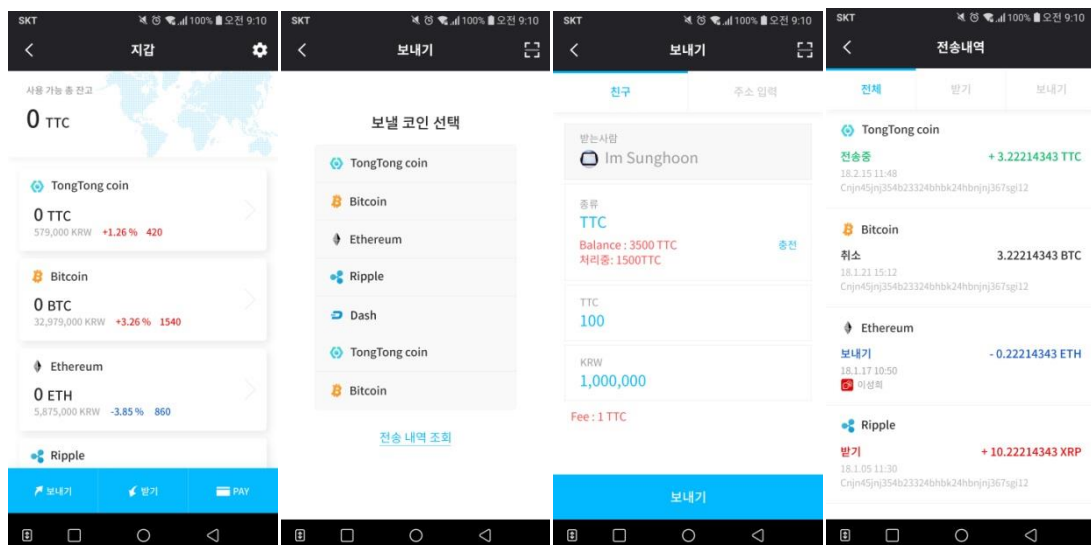 SKT 100% 오전 9:10
지갑
사용 가능 총 잔고
0 TTC
TongTong coin
0 TTC
579,000 KRW +1.26 % 420
Bitcoin
0 BTC
32,979,000 KRW +3.26 % 1540
Ethereum
0 ETH
5,875,000 KRW -3.85 % 860
Ripple
보내기 받기 PAY
SKT 100% 오전 9:10
보내기
보낼 코인 선택
TongTong coin
Bitcoin
Ethereum
Ripple
Dash
TongTong coin
Bitcoin
전송 내역 조회
SKT 100% 오전 9:10
보내기
친구 주소 입력
받는사람
Im Sunghoon
종류
TTC
Balance : 3500 TTC 충전
처리중: 1500TTC
TTC
100
KRW
1,000,000
Fee : 1 TTC
보내기
SKT 100% 오전 9:10
전송내역
전체 받기 보내기
TongTong coin
전송중 + 3.22214343 TTC
18.2.15 11:48
Cnjn45jnj354b23324bhbk24hbnjnj367sgi12
Bitcoin
취소 3.22214343 BTC
18.1.21 15:12
Cnjn45jnj354b23324bhbk24hbnjnj367sgi12
Ethereum
보내기 - 0.22214343 ETH
18.1.17 10:50
이성희
Ripple
받기 + 10.22214343 XRP
18.1.05 11:30
Cnjn45jnj354b23324bhbk24hbnjnj367sgi12